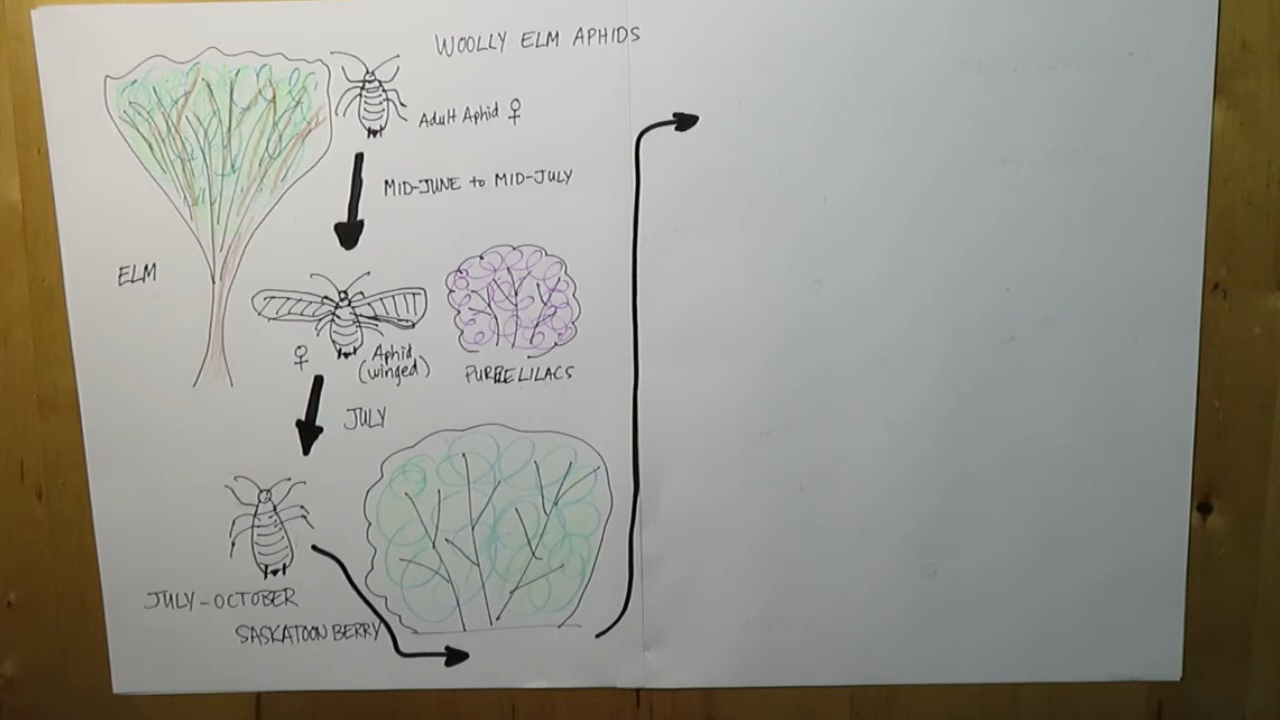 WOOLLY ELM APHIDS
Adult Aphid ♀
MID-JUNE to MID-JULY
ELM
♀
Aphid
(winged)
PURPLE LILACS
JULY
JULY-OCTOBER
SASKATOON BERRY